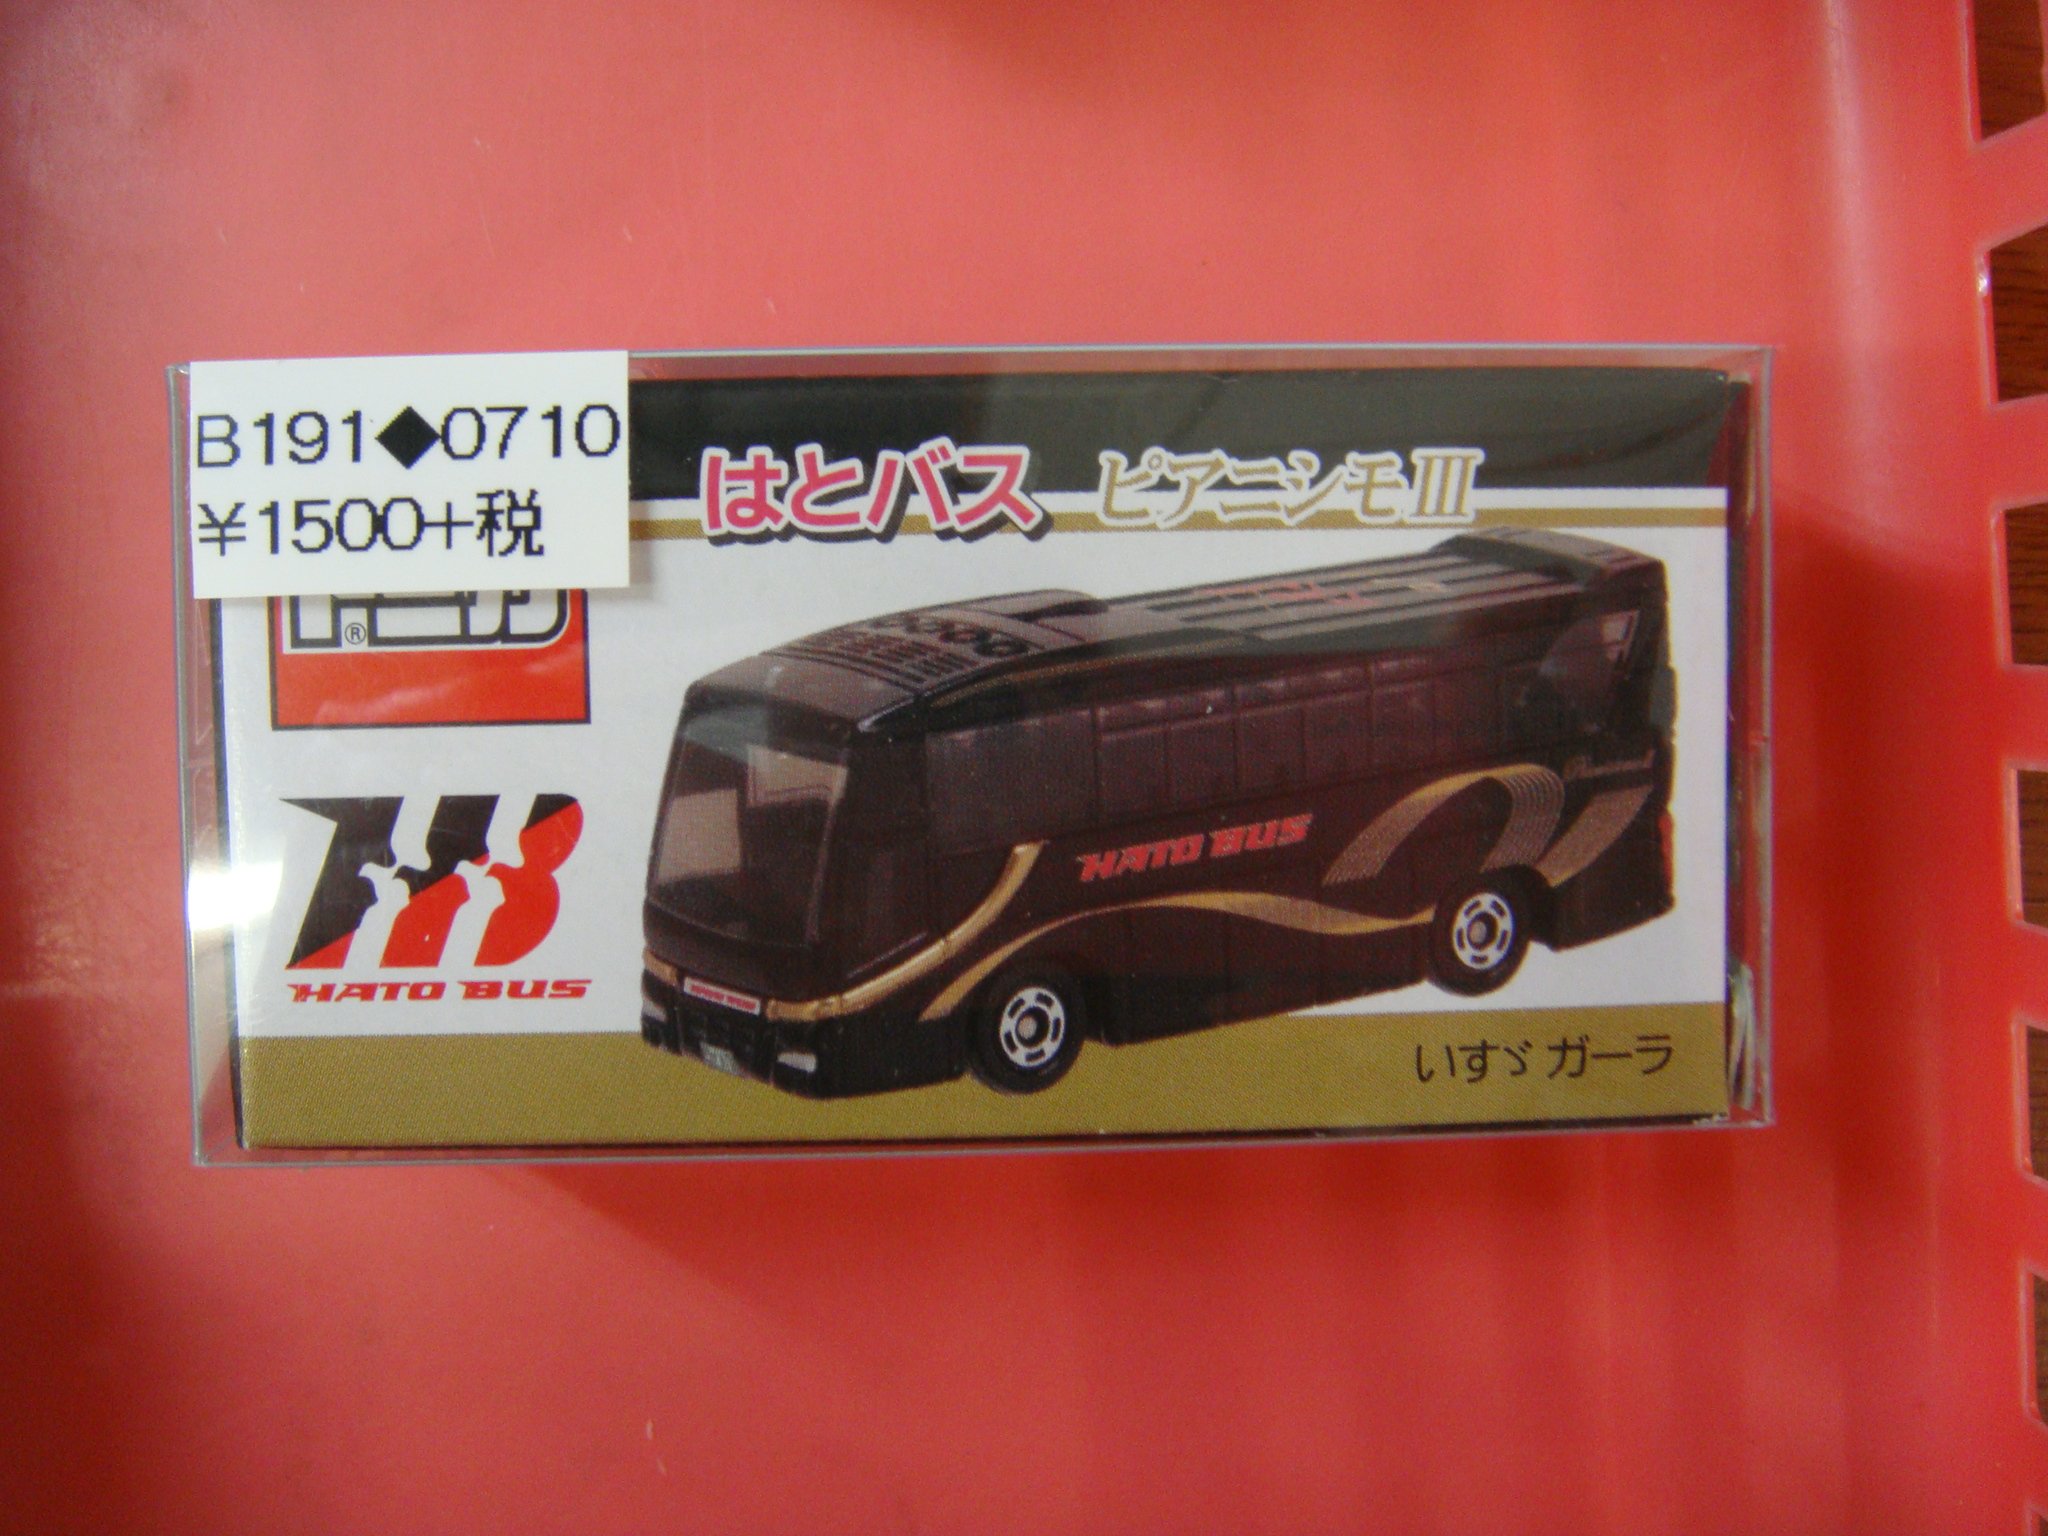 B191◆0710
¥1500+税
はとバス ピアニシモⅢ
®
HATO BUS
HATO BUS
いすゞ ガーラ